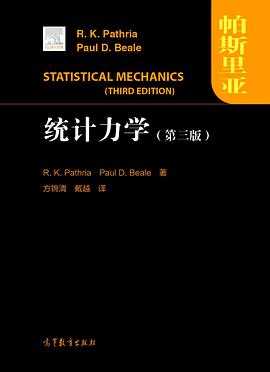 ELSEVIER
R. K. Pathria
Paul D. Beale
STATISTICAL MECHANICS
(THIRD EDITION)
帕斯里亚
统计力学(第三版)
R. K. Pathria Paul D. Beale 著
方锦清 戴越 译
高等教育出版社